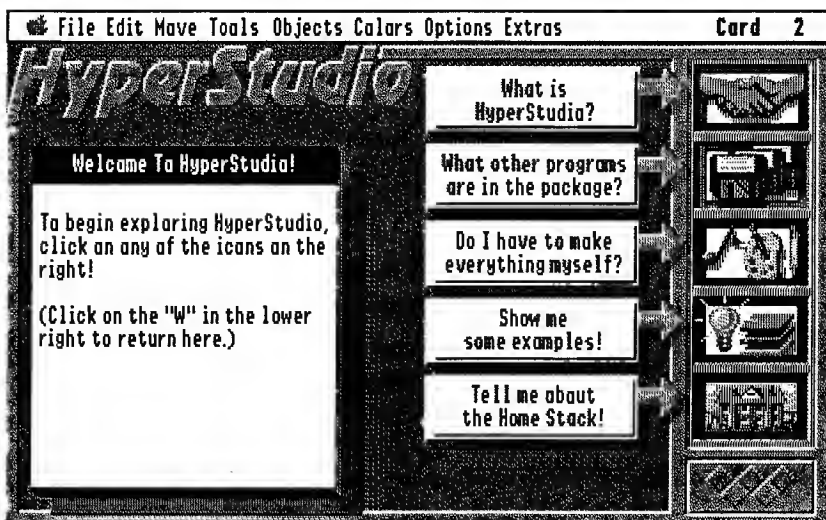 File Edit Move Tools Objects Colors Options Extras Card 2
HyperStudio
Welcome To HyperStudio!
To begin exploring HyperStudio,
click on any of the icons on the
right!
(Click on the "W" in the lower
right to return here.)
What is
HyperStudio?
What other programs
are in the package?
Do I have to make
everything myself?
Show me
some examples!
Tell me about
the Home Stack!